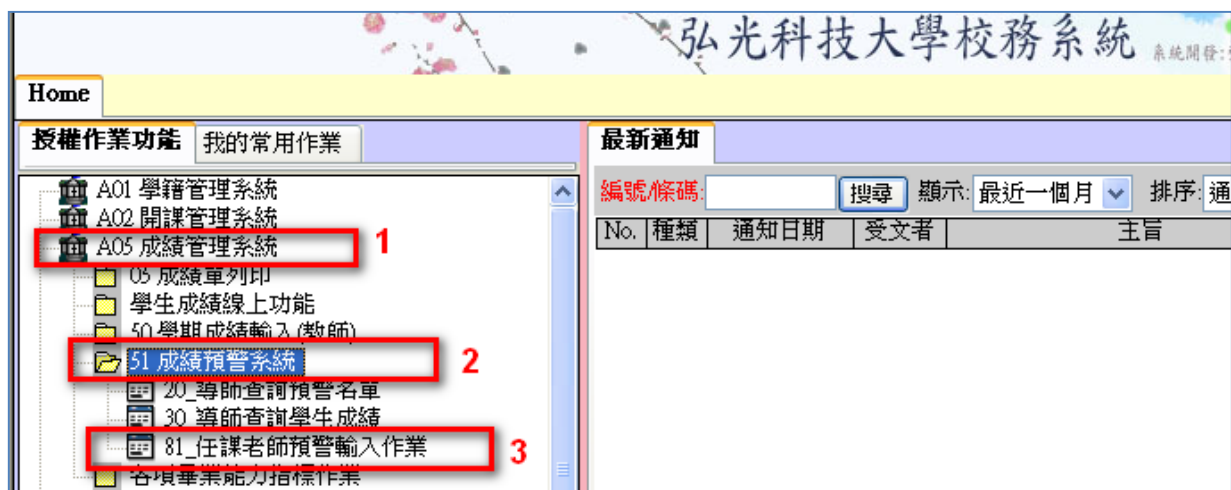 弘光科技大學校務系統 系統開發:
Home
授權作業功能 我的常用作業
A01 學籍管理系統
A02 開課管理系統
A05 成績管理系統
1
05 成績單列印
學生成績線上功能
50 學期成績輸入(教師)
51 成績預警系統
2
20_導師查詢預警名單
30_導師查詢學生成績
81_任課老師預警輸入作業
3
各項畢業能力指標作業
最新通知
編號/條碼: 搜尋 顯示: 最近一個月 排序: 通
No. 種類 通知日期 受文者 主旨